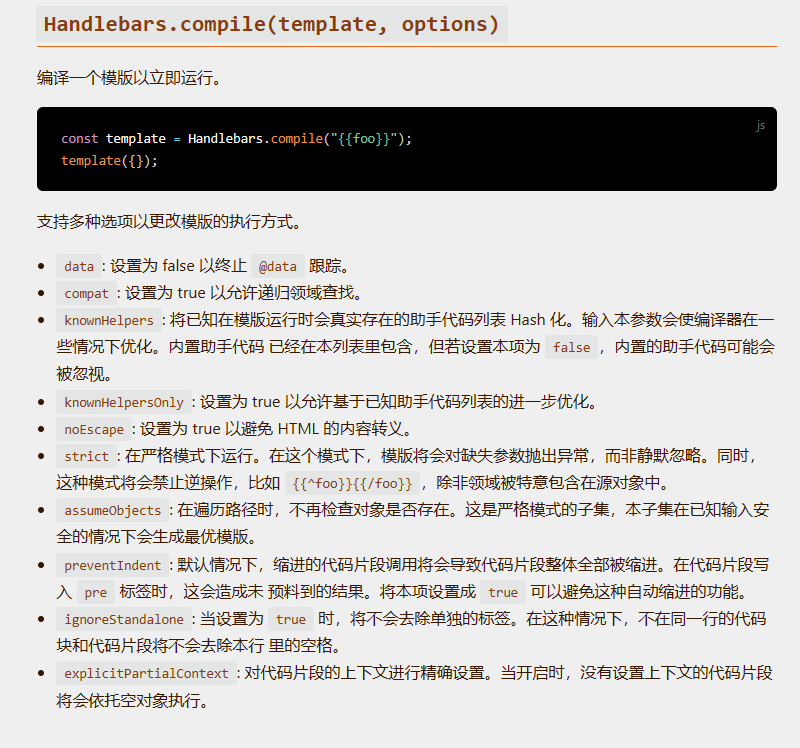 Handlebars.compile(template, options)
编译一个模版以立即运行。
js
const template = Handlebars.compile("{{foo}}");
template({});
支持多种选项以更改模版的执行方式。
data : 设置为 false 以终止 @data 跟踪。
compat : 设置为 true 以允许递归领域查找。
knownHelpers : 将已知在模版运行时会真实存在的助手代码列表 Hash 化。输入本参数会使编译器在一
些情况下优化。内置助手代码 已经在本列表里包含，但若设置本项为 false ，内置的助手代码可能会
被忽视。
knownHelpersOnly : 设置为 true 以允许基于已知助手代码列表的进一步优化。
noEscape : 设置为 true 以避免 HTML 的内容转义。
strict : 在严格模式下运行。在这个模式下，模版将会对缺失参数抛出异常，而非静默忽略。同时，
这种模式将会禁止逆操作，比如 {{^foo}}{{/foo}} ，除非领域被特意包含在源对象中。
assumeObjects : 在遍历路径时，不再检查对象是否存在。这是严格模式的子集，本子集在已知输入安
全的情况下会生成最优模版。
preventIndent : 默认情况下，缩进的代码片段调用将会导致代码片段整体全部被缩进。在代码片段写
入 pre 标签时，这会造成未 预料到的结果。将本项设置成 true 可以避免这种自动缩进的功能。
ignoreStandalone : 当设置为 true 时，将不会去除单独的标签。在这种情况下，不在同一行的代码
块和代码片段将不会去除本行 里的空格。
explicitPartialContext : 对代码片段的上下文进行精确设置。当开启时，没有设置上下文的代码片段
将会依托空对象执行。